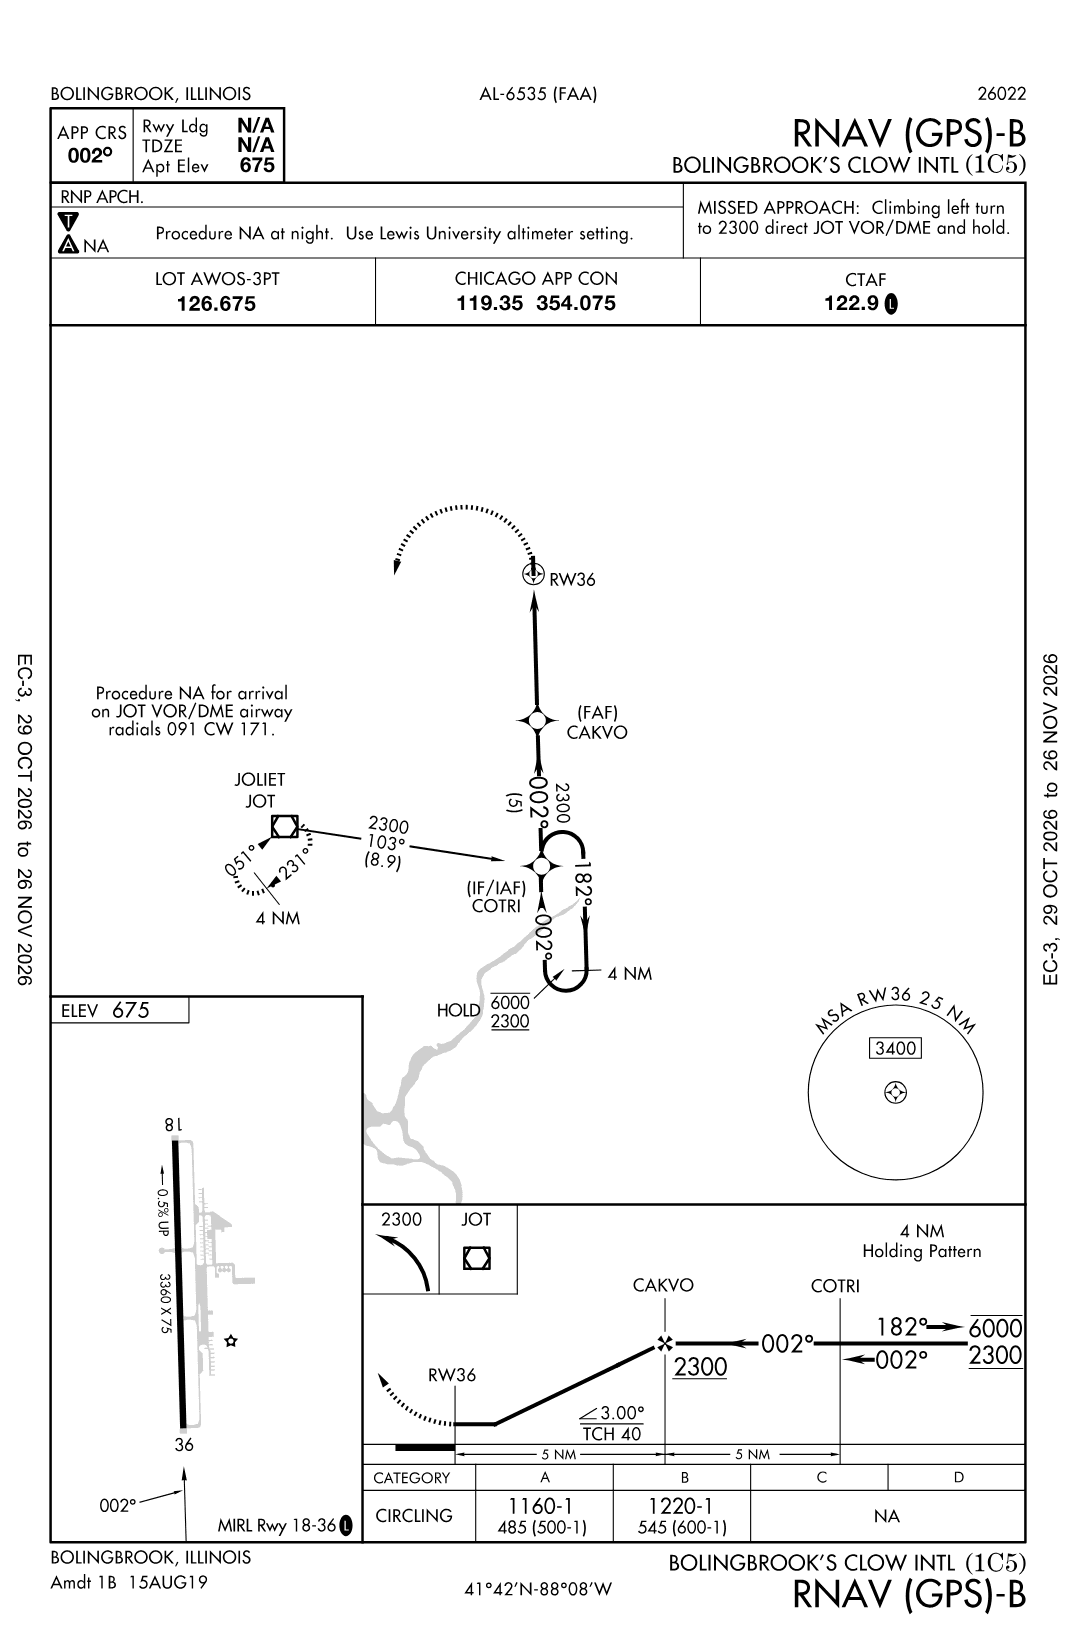 BOLINGBROOK, ILLINOIS
AL-6535 (FAA)
26022
APP CRS
002°
Rwy Ldg N/A
TDZE N/A
Apt Elev 675
RNAV (GPS)-B
BOLINGBROOK'S CLOW INTL (1C5)
RNP APCH.
T
A NA
Procedure NA at night. Use Lewis University altimeter setting.
MISSED APPROACH: Climbing left turn
to 2300 direct JOT VOR/DME and hold.
LOT AWOS-3PT
126.675
CHICAGO APP CON
119.35 354.075
CTAF
122.9 L
RW36
Procedure NA for arrival
on JOT VOR/DME airway
radials 091 CW 171.
(FAF)
CAKVO
JOLIET
JOT
2300
002°
(5)
2300
103°
(8.9)
051°
231°
4 NM
(IF/IAF)
COTRI
182°
002°
4 NM
HOLD 6000
2300
EC-3, 29 OCT 2026 to 26 NOV 2026
EC-3, 29 OCT 2026 to 26 NOV 2026
MSA RW36 25 NM
3400
ELEV 675
18
0.5% UP
3360 X 75
36
002°
MIRL Rwy 18-36 L
2300
JOT
4 NM
Holding Pattern
CAKVO
COTRI
182°
6000
002°
002°
2300
2300
RW36
3.00°
TCH 40
5 NM
5 NM
CATEGORY A B C D
CIRCLING
1160-1
485 (500-1)
1220-1
545 (600-1)
NA
BOLINGBROOK, ILLINOIS
Amdt 1B 15AUG19
41°42'N-88°08'W
BOLINGBROOK'S CLOW INTL (1C5)
RNAV (GPS)-B